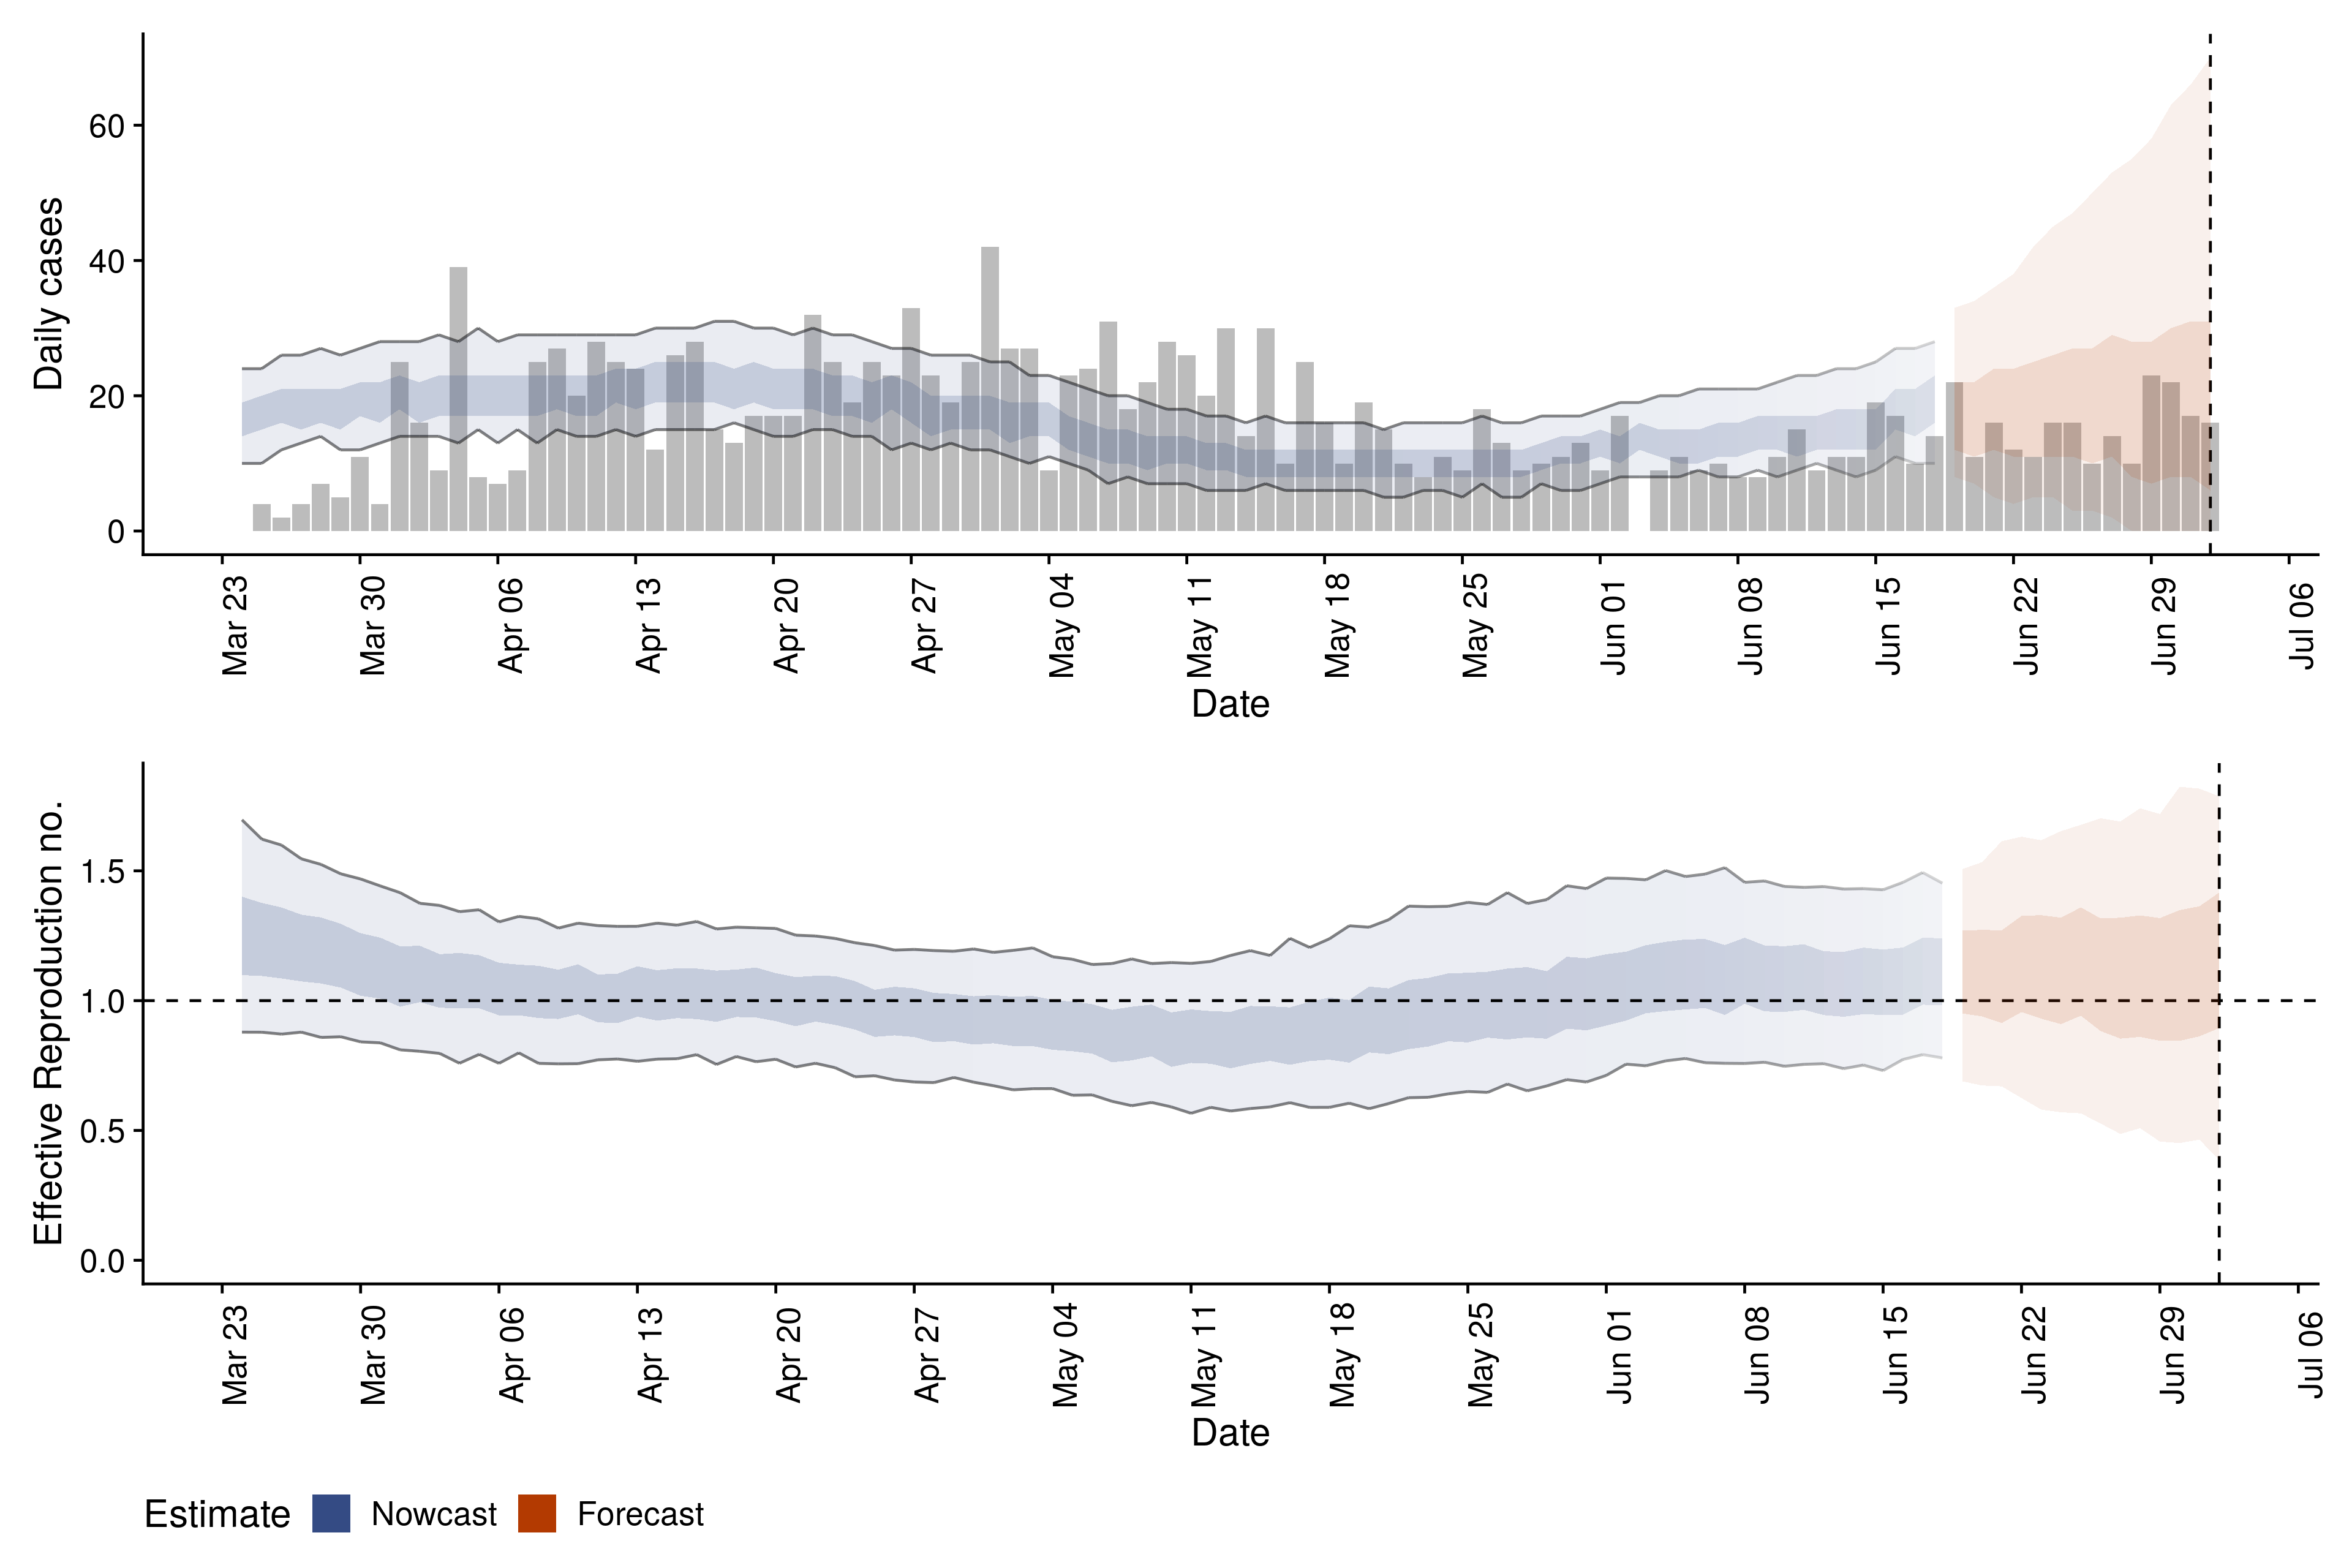 Daily cases
60
40
20
0
Mar 23 Mar 30 Apr 06 Apr 13 Apr 20 Apr 27 May 04 May 11 May 18 May 25 Jun 01 Jun 08 Jun 15 Jun 22 Jun 29 Jul 06
Date
Effective Reproduction no.
1.5
1.0
0.5
0.0
Mar 23 Mar 30 Apr 06 Apr 13 Apr 20 Apr 27 May 04 May 11 May 18 May 25 Jun 01 Jun 08 Jun 15 Jun 22 Jun 29 Jul 06
Date
Estimate Nowcast Forecast